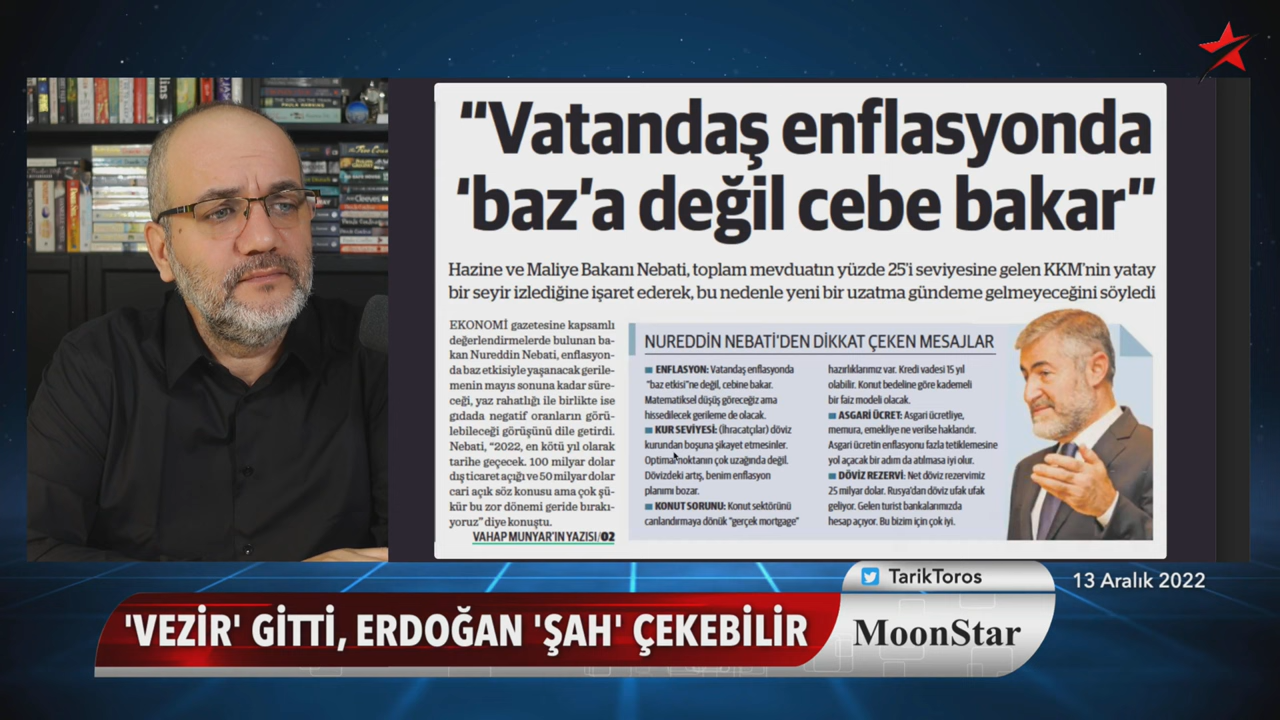 “Vatandaş enflasyonda
‘baz’a değil cebe bakar”
Hazine ve Maliye Bakanı Nebati, toplam mevduatın yüzde 25’i seviyesine gelen KKM’nin yatay
bir seyir izlediğine işaret ederek, bu nedenle yeni bir uzatma gündeme gelmeyeceğini söyledi
EKONOMİ gazetesine kapsamlı
değerlendirmelerde bulunan ba-
kan Nureddin Nebati, enflasyon-
da baz etkisiyle yaşanacak gerile-
menin mayıs sonuna kadar süre-
ceği, yaz rahatlığı ile birlikte ise
gıdada negatif oranların görü-
lebileceği görüşünü dile getirdi.
Nebati, “2022, en kötü yıl olarak
tarihe geçecek. 100 milyar dolar
dış ticaret açığı ve 50 milyar dolar
cari açık söz konusu ama çok şü-
kür bu zor dönemi geride bırakı-
yoruz” diye konuştu.
VAHAP MUNYAR’IN YAZISI/02
NUREDDİN NEBATİ’DEN DİKKAT ÇEKEN MESAJLAR
ENFLASYON: Vatandaş enflasyonda
“baz etkisi”ne değil, cebine bakar.
Matematiksel düşüş göreceğiz ama
hissedilecek gerileme de olacak.
KUR SEVİYESİ: (İhracatçılar) döviz
kurundan boşuna şikayet etmesinler.
Optimal noktanın çok uzağında değil.
Dövizdeki artış, benim enflasyon
planımı bozar.
KONUT SORUNU: Konut sektörünü
canlandırmaya dönük “gerçek mortgage”
hazırlıklarımız var. Kredi vadesi 15 yıl
olabilir. Konut bedeline göre kademeli
bir faiz modeli olacak.
ASGARİ ÜCRET: Asgari ücretliye,
memura, emekliye ne verilse haklarıdır.
Asgari ücretin enflasyonu fazla tetiklemesine
yol açacak bir adım da atılmasa iyi olur.
DÖVİZ REZERVİ: Net döviz rezervimiz
25 milyar dolar. Rusya’dan döviz ufak ufak
geliyor. Gelen turist bankalarımızda
hesap açıyor. Bu bizim için çok iyi.
TarikToros
13 Aralık 2022
'VEZİR' GİTTİ, ERDOĞAN 'ŞAH' ÇEKEBİLİR
MoonStar